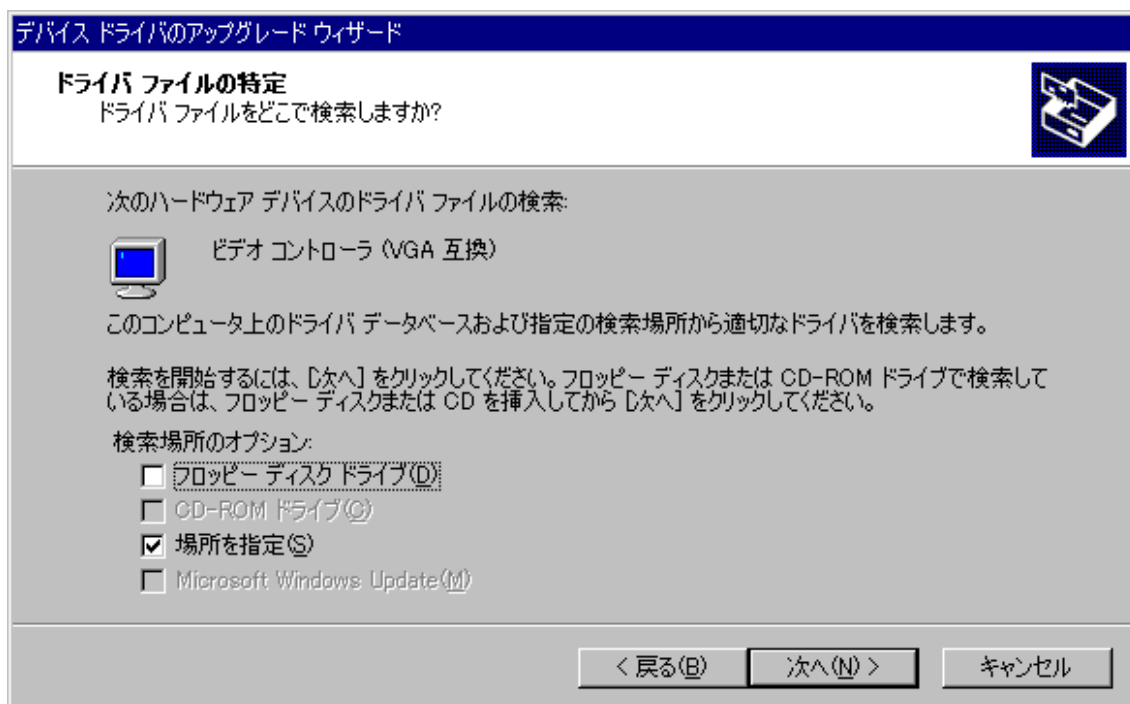 デバイス ドライバのアップグレード ウィザード
ドライバ ファイルの特定
ドライバ ファイルをどこで検索しますか?
次のハードウェア デバイスのドライバ ファイルの検索:
ビデオ コントローラ (VGA 互換)
このコンピュータ上のドライバ データベースおよび指定の検索場所から適切なドライバを検索します。
検索を開始するには、[次へ] をクリックしてください。フロッピー ディスクまたは CD-ROM ドライブで検索して
いる場合は、フロッピー ディスクまたは CD を挿入してから [次へ] をクリックしてください。
検索場所のオプション:
フロッピー ディスク ドライブ(D)
CD-ROM ドライブ(C)
場所を指定(S)
Microsoft Windows Update(M)
< 戻る(B) 次へ(N) > キャンセル